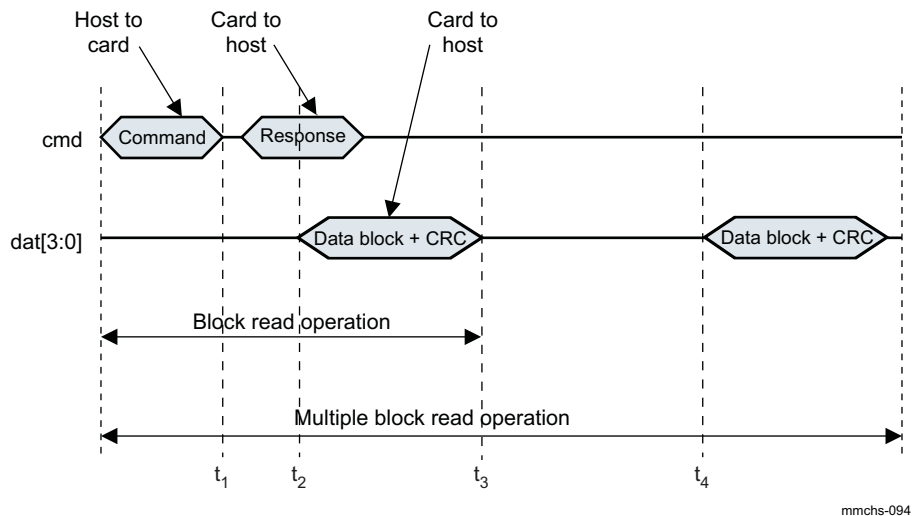 Host to
card
Card to
host
Card to
host
cmd
Command
Response
dat[3:0]
Data block + CRC
Data block + CRC
Block read operation
Multiple block read operation
t1
t2
t3
t4
mmchs-094